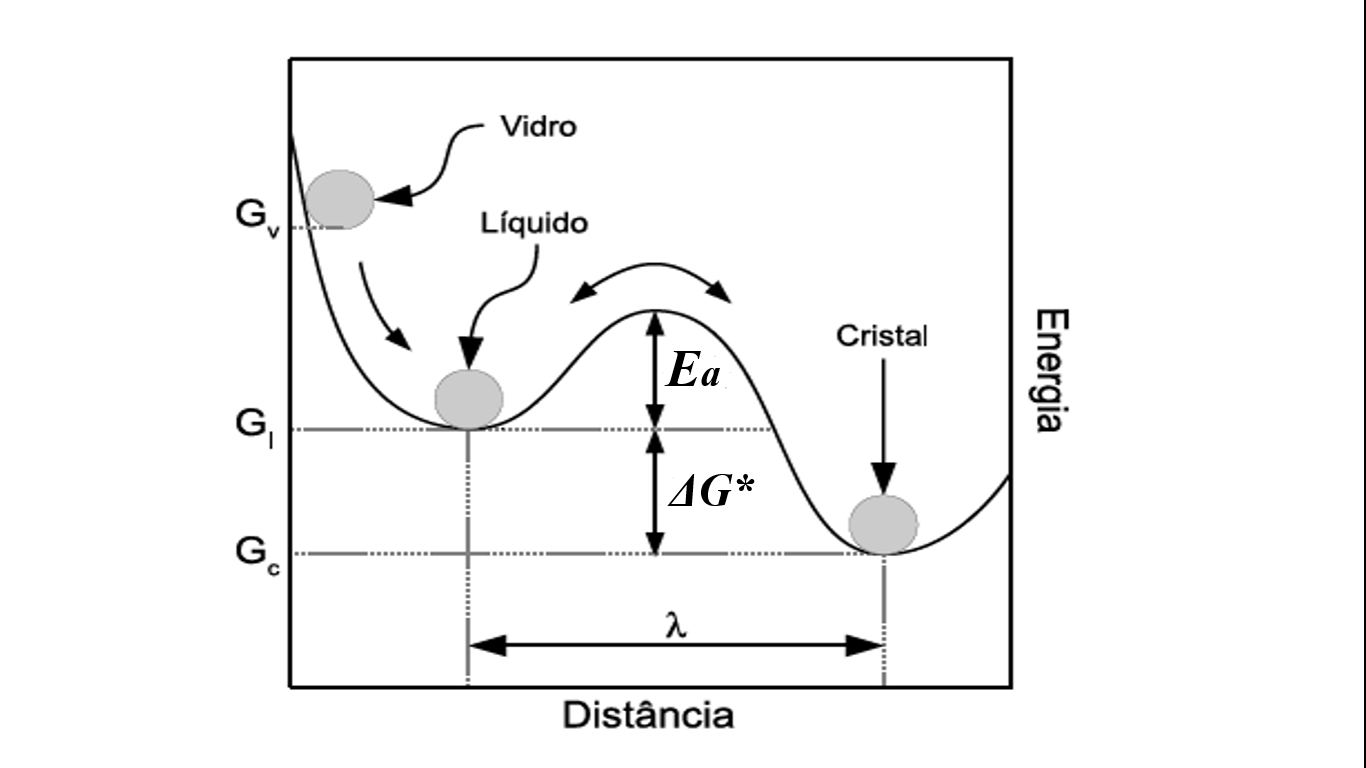 Vidro
Gv
Líquido
Cristal
Energia
Ea
Gl
ΔG*
Gc
λ
Distância